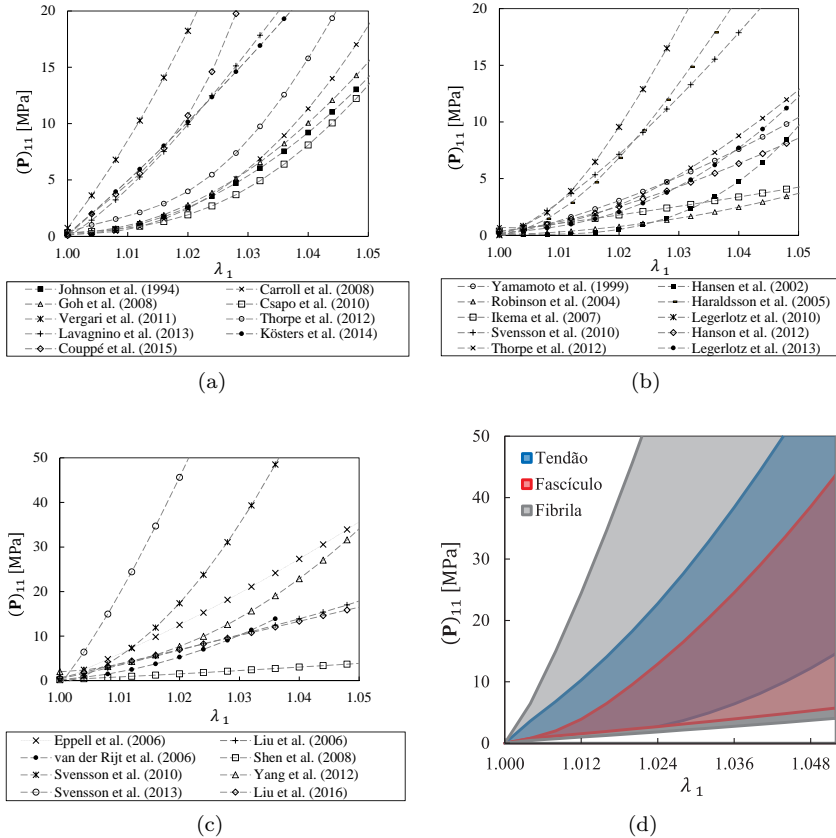 20
15
10
5
0
1.00 1.01 1.02 1.03 1.04 1.05
(P)11 [MPa]
λ1
Johnson et al. (1994) Carroll et al. (2008)
Goh et al. (2008) Csapo et al. (2010)
Vergari et al. (2011) Thorpe et al. (2012)
Lavagnino et al. (2013) Kösters et al. (2014)
Couppé et al. (2015)
(a)
20
15
10
5
0
1.00 1.01 1.02 1.03 1.04 1.05
(P)11 [MPa]
λ1
Yamamoto et al. (1999) Hansen et al. (2002)
Robinson et al. (2004) Haraldsson et al. (2005)
Ikema et al. (2007) Legerlotz et al. (2010)
Svensson et al. (2010) Hanson et al. (2012)
Thorpe et al. (2012) Legerlotz et al. (2013)
(b)
50
40
30
20
10
0
1.00 1.01 1.02 1.03 1.04 1.05
(P)11 [MPa]
λ1
Eppell et al. (2006) Liu et al. (2006)
van der Rijt et al. (2006) Shen et al. (2008)
Svensson et al. (2010) Yang et al. (2012)
Svensson et al. (2013) Liu et al. (2016)
(c)
50
40
30
20
10
0
1.000 1.012 1.024 1.036 1.048
(P)11 [MPa]
λ1
Tendão
Fascículo
Fibrila
(d)